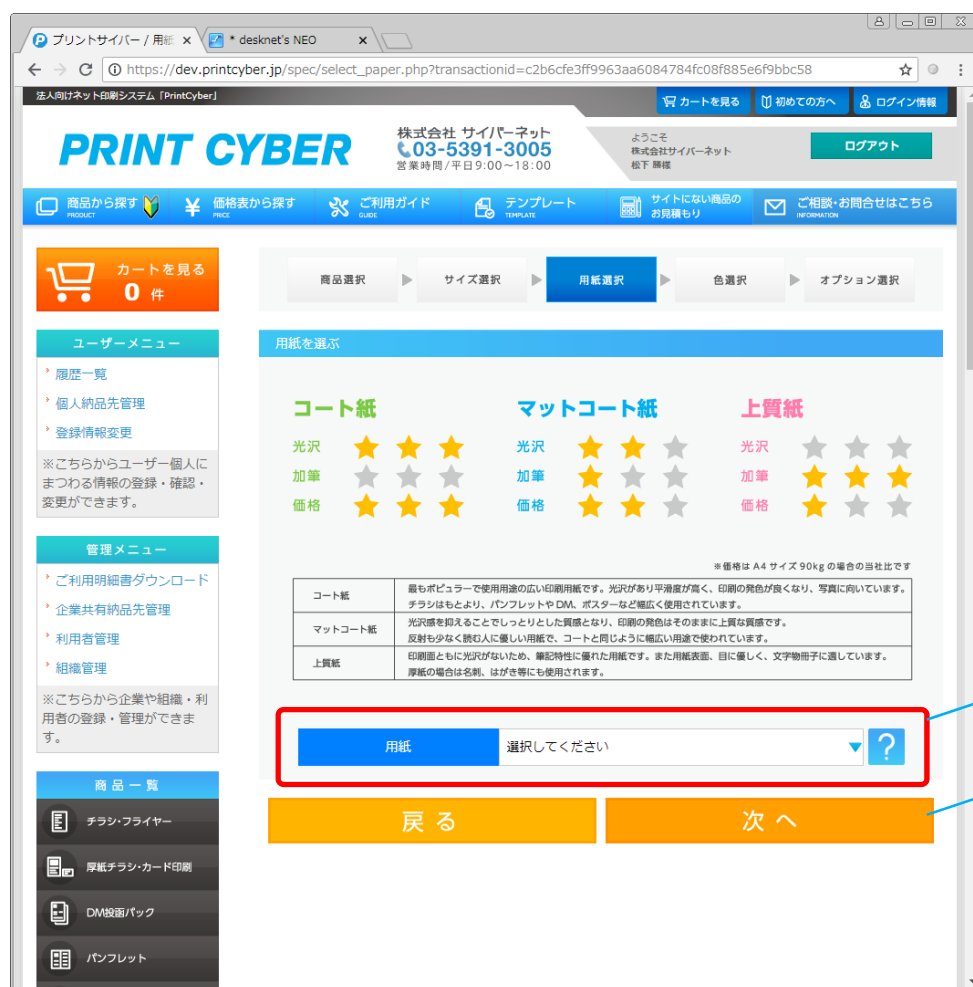 プリントサイバー / 用紙
* desknet's NEO
https://dev.printcyber.jp/spec/select_paper.php?transactionid=c2b6cfe3ff9963aa6084784fc08f885e6f9bbc58
法人向けネット印刷システム「PrintCyber」
カートを見る
初めての方へ
ログイン情報
PRINT CYBER
株式会社 サイバーネット
03-5391-3005
営業時間/平日9:00~18:00
ようこそ
株式会社サイバーネット
松下 勝様
ログアウト
商品から探す
PRODUCT
価格表から探す
PRICE
ご利用ガイド
GUIDE
テンプレート
TEMPLATE
サイトにない商品の
お見積もり
ご相談・お問合せはこちら
INFORMATION
カートを見る
0 件
商品選択
サイズ選択
用紙選択
色選択
オプション選択
ユーザーメニュー
履歴一覧
個人納品先管理
登録情報変更
※こちらからユーザー個人に
まつわる情報の登録・確認・
変更ができます。
管理メニュー
ご利用明細書ダウンロード
企業共有納品先管理
利用者管理
組織管理
※こちらから企業や組織・利
用者の登録・管理ができま
す。
商品一覧
チラシ・フライヤー
厚紙チラシ・カード印刷
DM投函パック
パンフレット
用紙を選ぶ
コート紙
光沢
加筆
価格
マットコート紙
光沢
加筆
価格
上質紙
光沢
加筆
価格
※価格は A4 サイズ 90kg の場合の当社比です
コート紙
最もポピュラーで使用用途の広い印刷用紙です。光沢があり平滑度が高く、印刷の発色が良くなり、写真に向いています。
チラシはもとより、パンフレットや DM、ポスターなど幅広く使用されています。
マットコート紙
光沢感を抑えることでしっとりとした質感となり、印刷の発色はそのままに上質な質感です。
反射も少なく読む人に優しい用紙で、コートと同じように幅広い用途で使われています。
上質紙
印刷面ともに光沢がないため、筆記特性に優れた用紙です。また用紙表面、目に優しく、文字物冊子に適しています。
厚紙の場合は名刺、はがき等にも使用されます。
用紙
選択してください
?
戻る
次へ